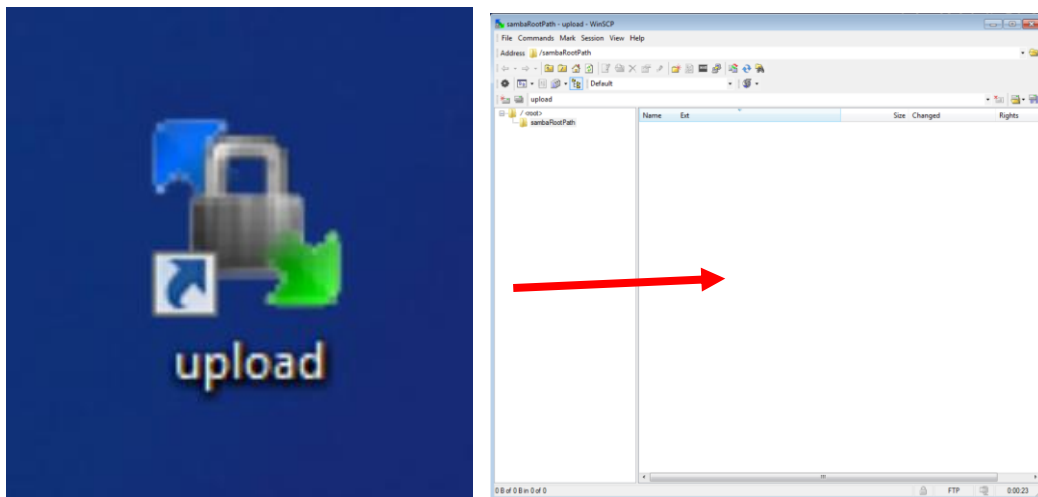 upload
sambaRootPath - upload - WinSCP
File Commands Mark Session View Help
Address /sambaRootPath
Default
upload
/ <root>
sambaRootPath
Name Ext Size Changed Rights
0 B of 0 B in 0 of 0 FTP 0:00:23